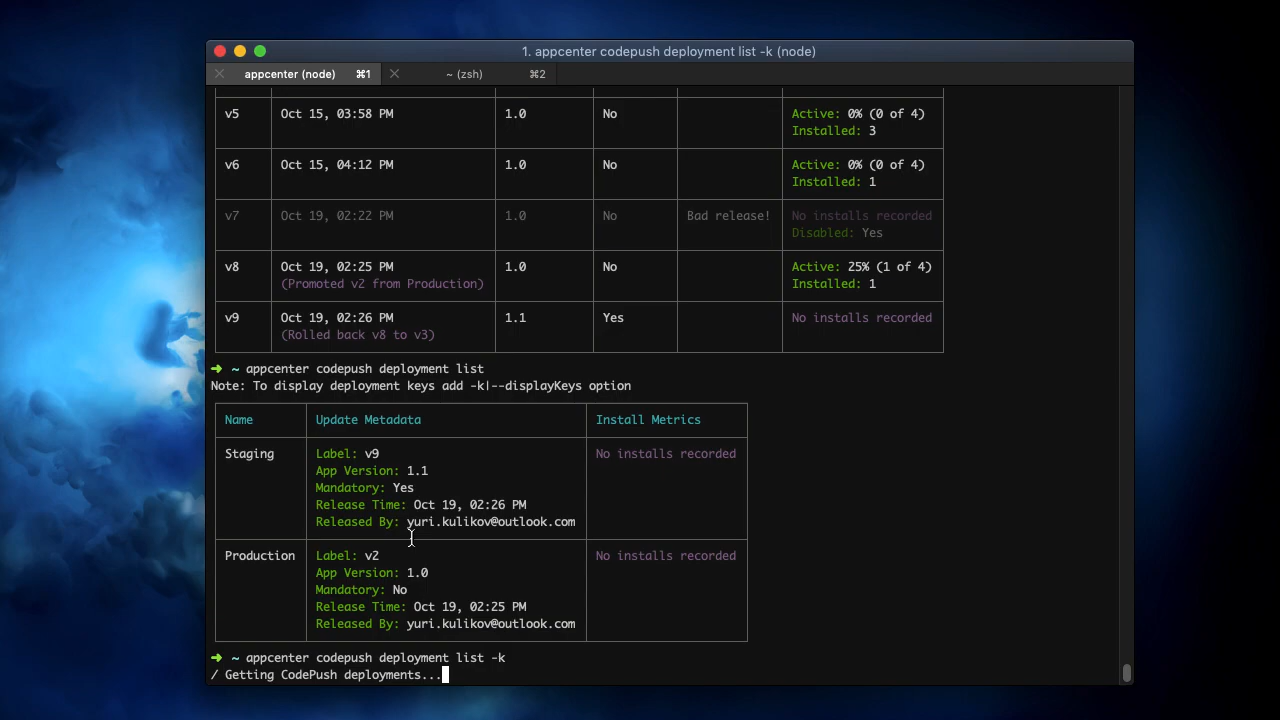 1. appcenter codepush deployment list -k (node)
appcenter (node) ⌘1 ~ (zsh) ⌘2
v5 Oct 15, 03:58 PM 1.0 No Active: 0% (0 of 4)
Installed: 3
v6 Oct 15, 04:12 PM 1.0 No Active: 0% (0 of 4)
Installed: 1
v7 Oct 19, 02:22 PM 1.0 No Bad release! No installs recorded
Disabled: Yes
v8 Oct 19, 02:25 PM 1.0 No Active: 25% (1 of 4)
(Promoted v2 from Production) Installed: 1
v9 Oct 19, 02:26 PM 1.1 Yes No installs recorded
(Rolled back v8 to v3)
➜ ~ appcenter codepush deployment list
Note: To display deployment keys add -k|--displayKeys option
Name Update Metadata Install Metrics
Staging Label: v9 No installs recorded
App Version: 1.1
Mandatory: Yes
Release Time: Oct 19, 02:26 PM
Released By: yuri.kulikov@outlook.com
Production Label: v2 No installs recorded
App Version: 1.0
Mandatory: No
Release Time: Oct 19, 02:25 PM
Released By: yuri.kulikov@outlook.com
➜ ~ appcenter codepush deployment list -k
/ Getting CodePush deployments...